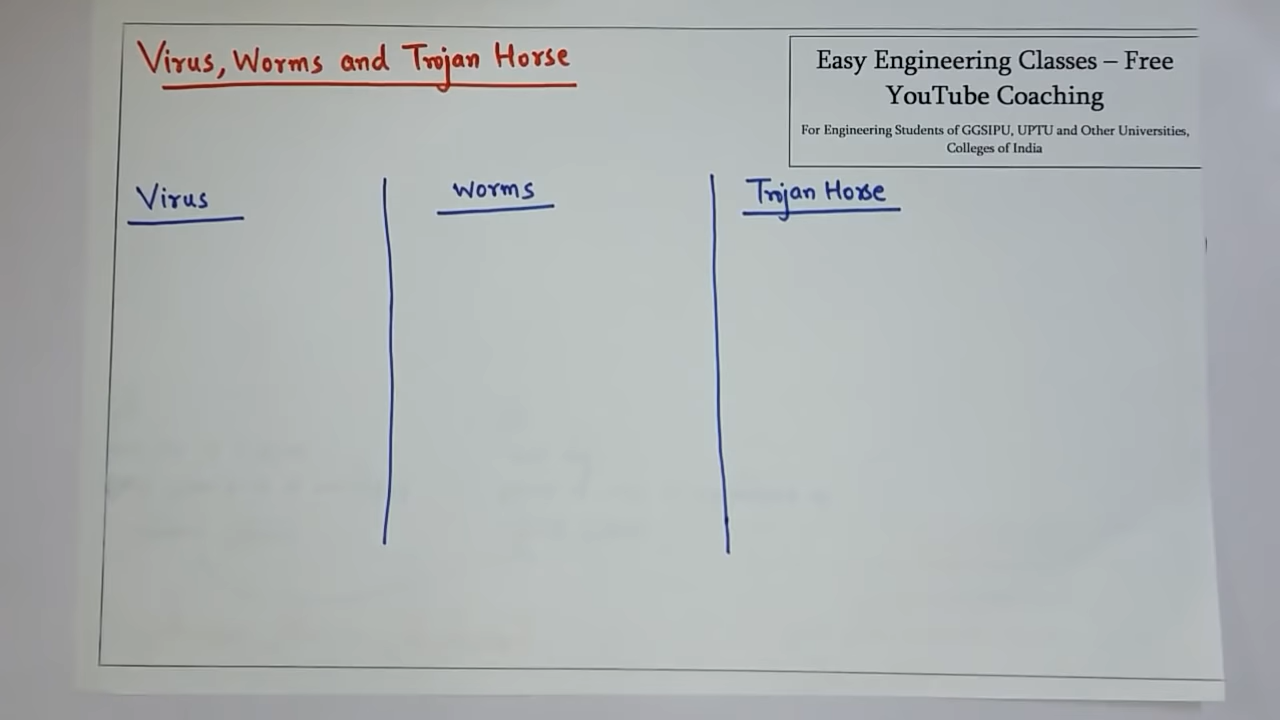 Virus, Worms and Trojan Horse
Easy Engineering Classes – Free
YouTube Coaching
For Engineering Students of GGSIPU, UPTU and Other Universities,
Colleges of India
Virus
Worms
Trojan Horse